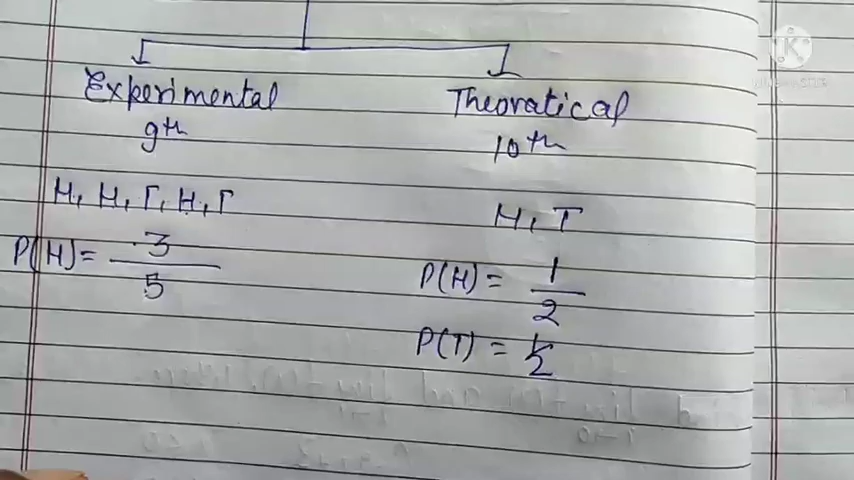 Experimental
9th
H, H, T, H, T
P(H) = 3/5
Theoratical
10th
H, T
P(H) = 1/2
P(T) = 1/2